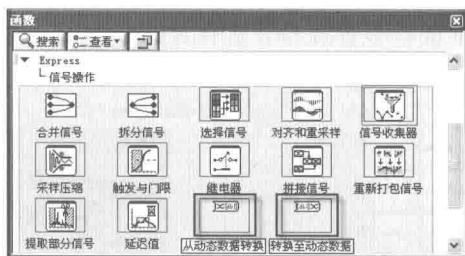 函数
搜索 查看
Express
信号操作
合并信号 拆分信号 选择信号 对齐和重采样 信号收集器
采样压缩 触发与门限 继电器 拼接信号 重新打包信号
提取部分信号 延迟值 从动态数据转换 转换至动态数据